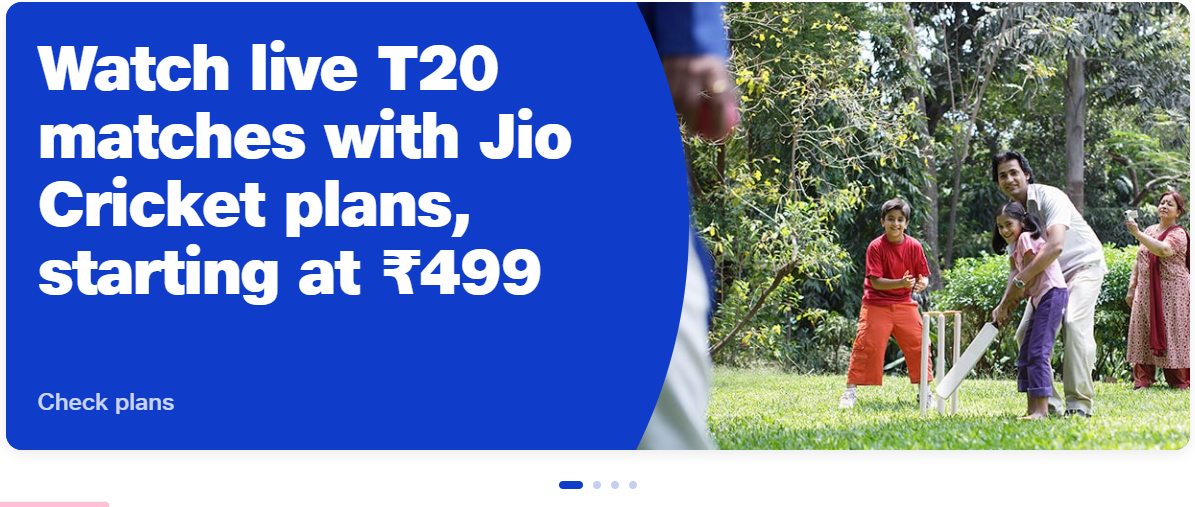 Watch live T20
matches with Jio
Cricket plans,
starting at ₹499
Check plans